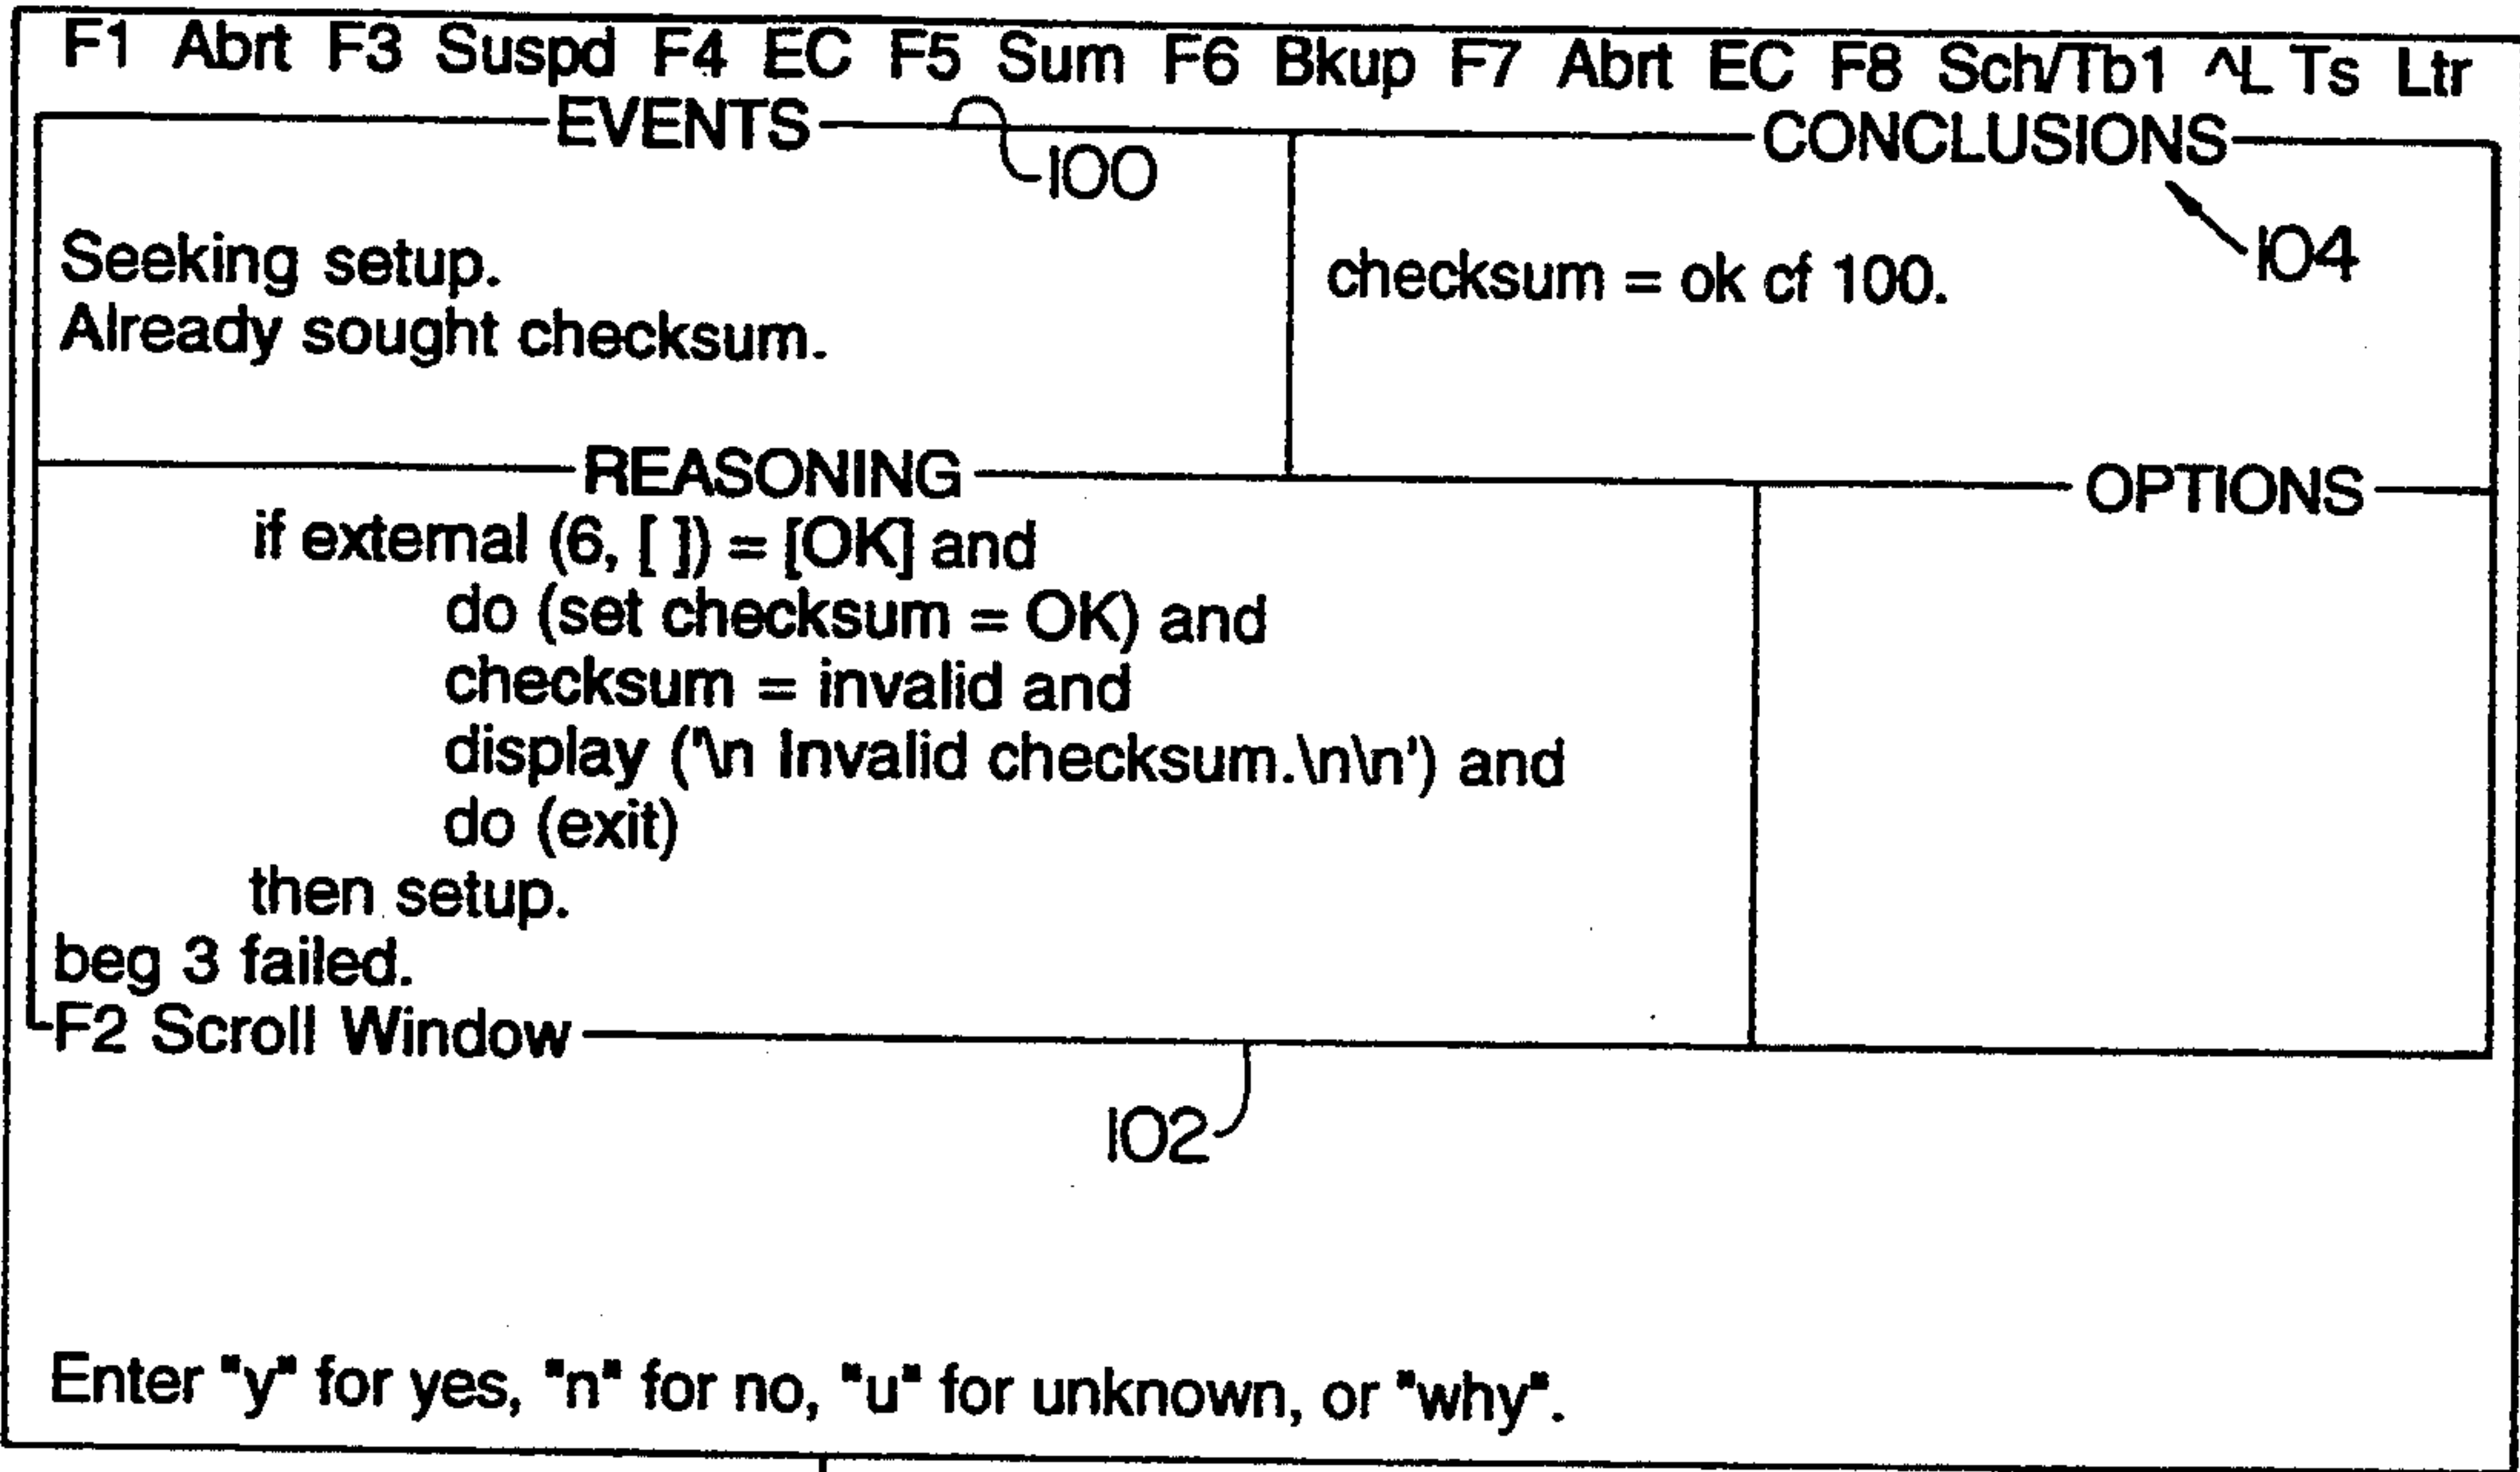 F1 Abrt F3 Suspd F4 EC F5 Sum F6 Bkup F7 Abrt EC F8 Sch/Tb1 ^L Ts Ltr
EVENTS
100
Seeking setup.
Already sought checksum.
CONCLUSIONS
104
checksum = ok cf 100.
REASONING
if external (6, [ ]) = [OK] and
do (set checksum = OK) and
checksum = invalid and
display ('\n Invalid checksum.\n\n') and
do (exit)
then setup.
beg 3 failed.
OPTIONS
F2 Scroll Window
102
Enter "y" for yes, "n" for no, "u" for unknown, or "why".